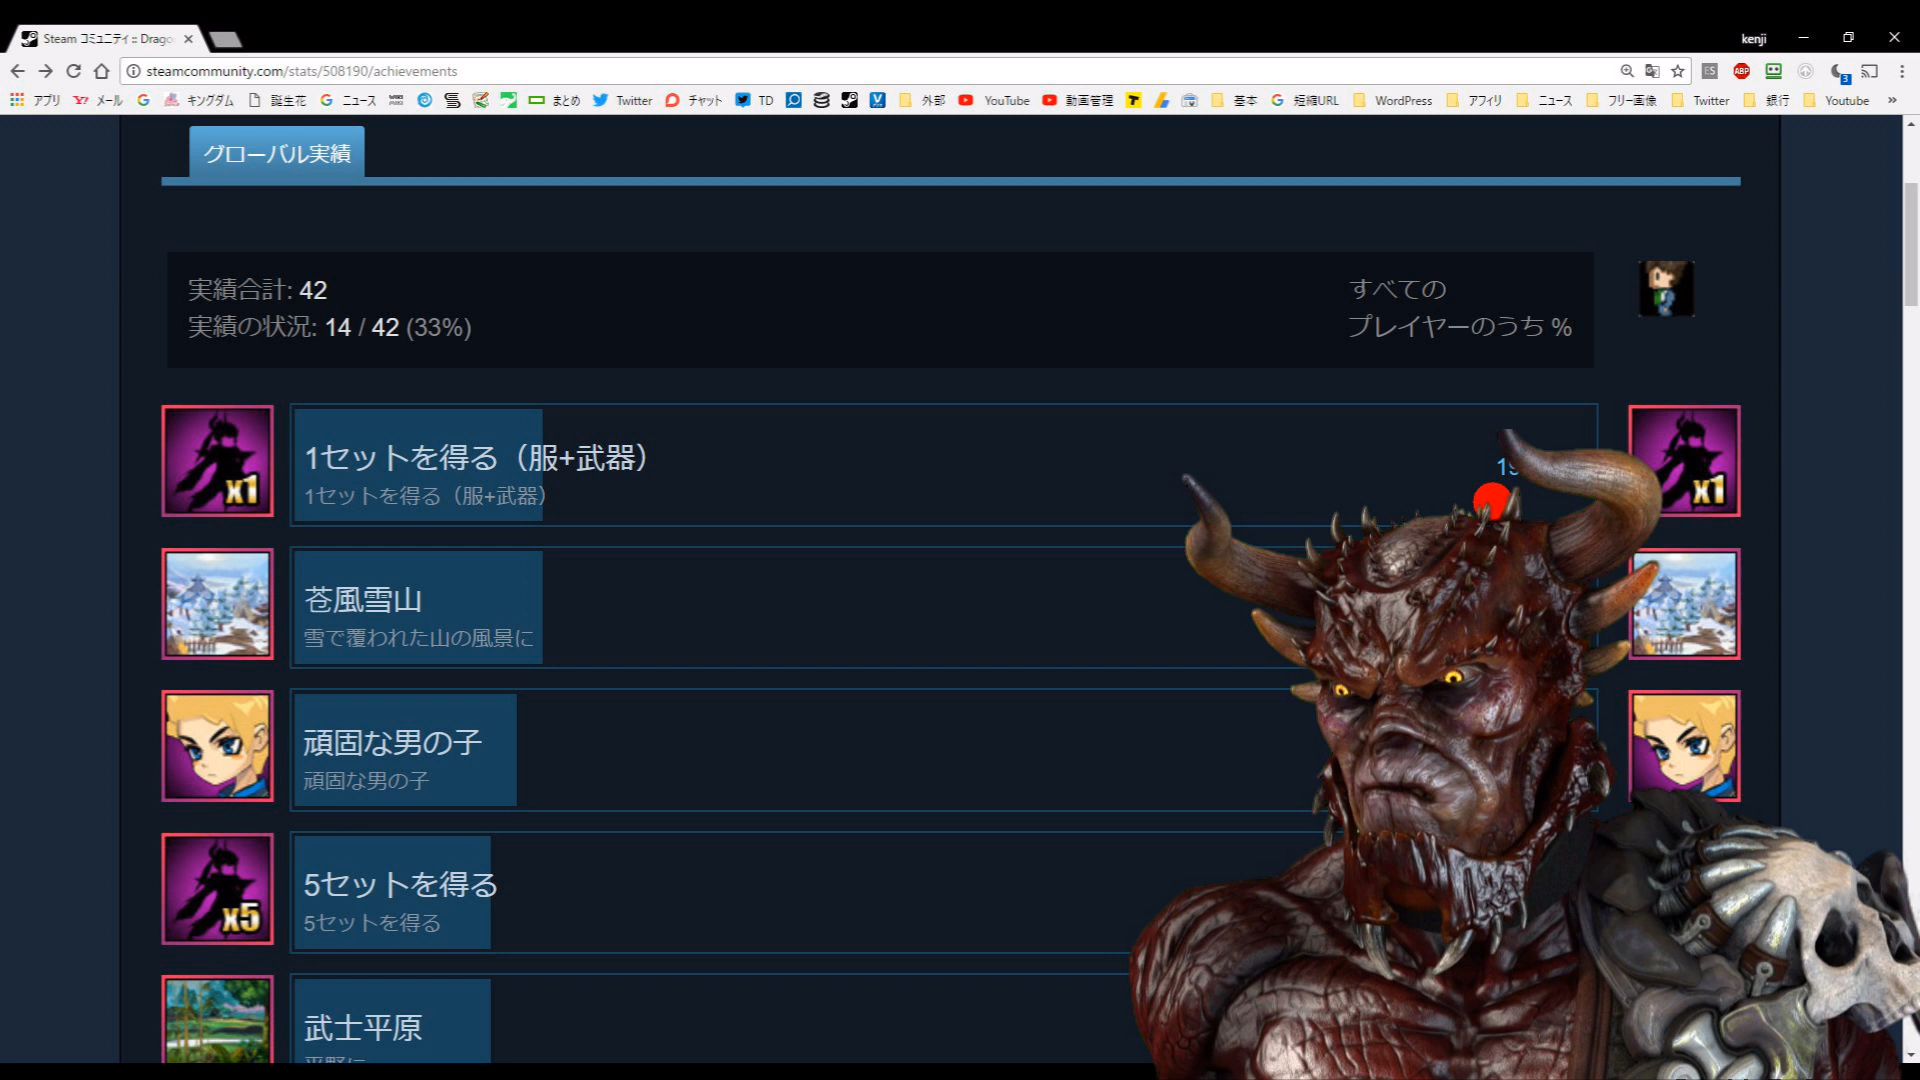 Steam コミュニティ :: Drago
kenji
steamcommunity.com/stats/508190/achievements
ES
ABP
3
アプリ
メール
キングダム
誕生花
ニュース
まとめ
Twitter
チャット
TD
外部
YouTube
動画管理
基本
短縮URL
WordPress
アフィリ
ニュース
フリー画像
Twitter
銀行
Youtube
»
グローバル実績
実績合計: 42
実績の状況: 14 / 42 (33%)
すべての
プレイヤーのうち %
x1
1セットを得る（服+武器）
1セットを得る（服+武器）
x1
苍風雪山
雪で覆われた山の風景に
頑固な男の子
頑固な男の子
x5
5セットを得る
5セットを得る
武士平原